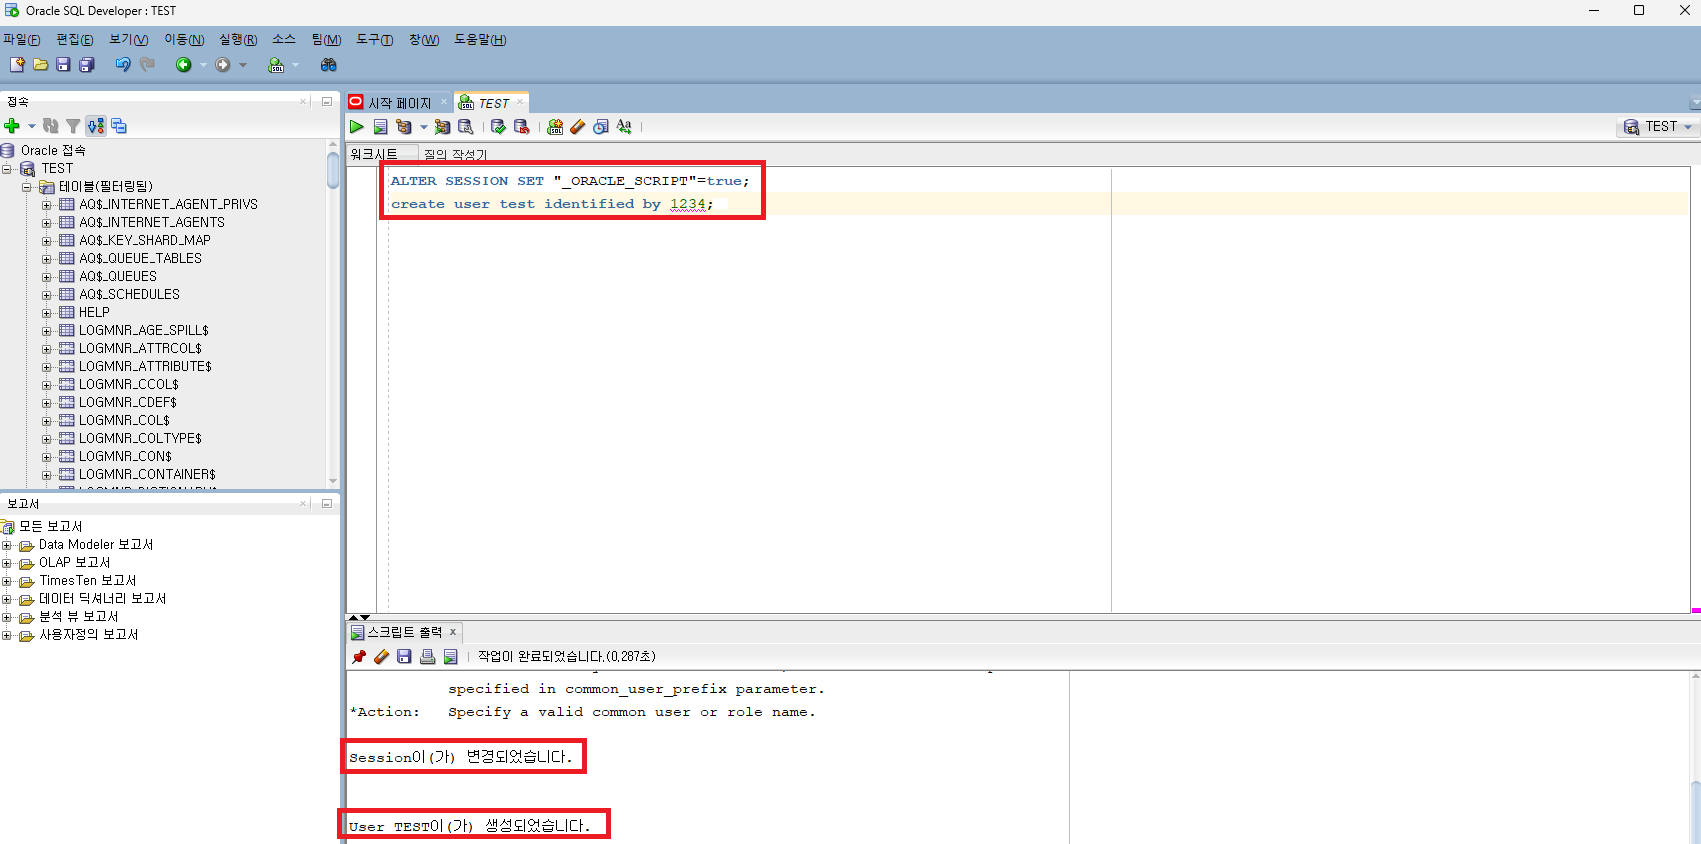 Oracle SQL Developer : TEST
파일(F) 편집(E) 보기(V) 이동(N) 실행(R) 소스 팀(M) 도구(T) 창(W) 도움말(H)
접속
Oracle 접속
TEST
테이블(필터링됨)
AQ$_INTERNET_AGENT_PRIVS
AQ$_INTERNET_AGENTS
AQ$_KEY_SHARD_MAP
AQ$_QUEUE_TABLES
AQ$_QUEUES
AQ$_SCHEDULES
HELP
LOGMNR_AGE_SPILL$
LOGMNR_ATTRCOL$
LOGMNR_ATTRIBUTE$
LOGMNR_CCOL$
LOGMNR_CDEF$
LOGMNR_COL$
LOGMNR_COLTYPE$
LOGMNR_CON$
LOGMNR_CONTAINER$
보고서
모든 보고서
Data Modeler 보고서
OLAP 보고서
TimesTen 보고서
데이터 딕셔너리 보고서
분석 뷰 보고서
사용자정의 보고서
시작 페이지 TEST
TEST
워크시트 질의 작성기
ALTER SESSION SET "_ORACLE_SCRIPT"=true;
create user test identified by 1234;
스크립트 출력
작업이 완료되었습니다.(0.287초)
specified in common_user_prefix parameter.
*Action: Specify a valid common user or role name.
Session이(가) 변경되었습니다.
User TEST이(가) 생성되었습니다.